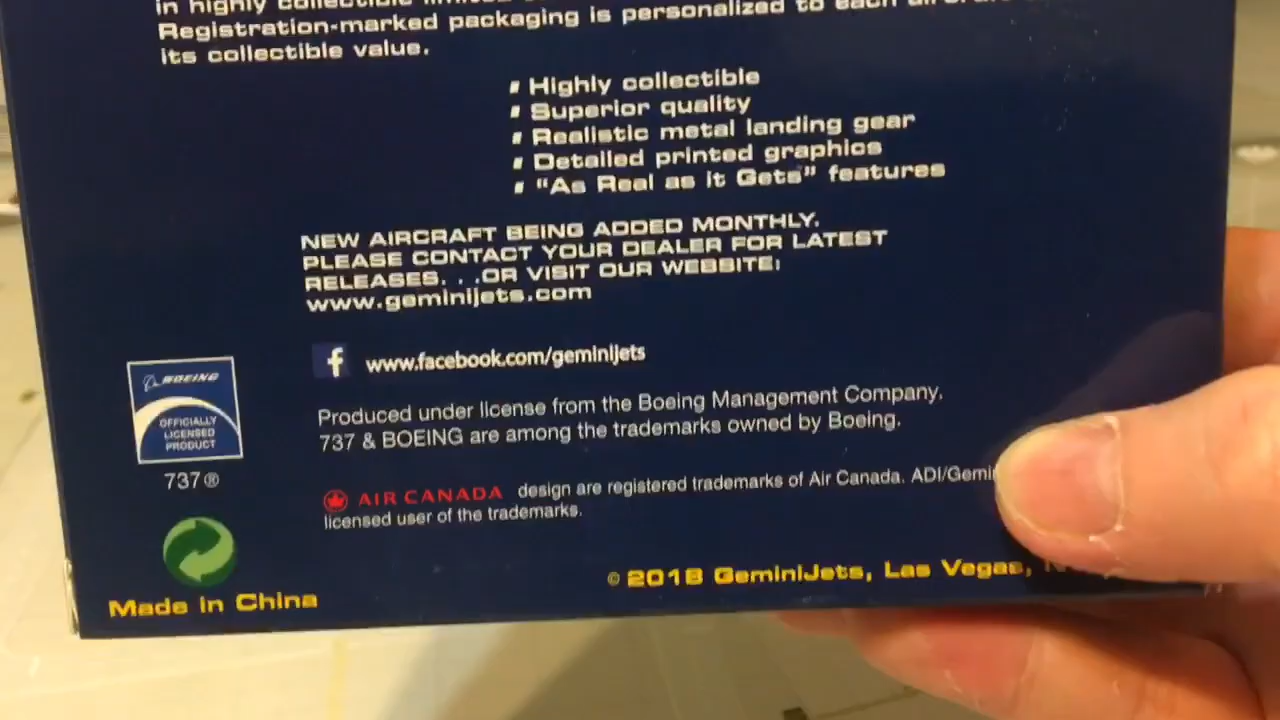 in highly collectible
Registration-marked packaging is personalized to each
its collectible value.
Highly collectible
Superior quality
Realistic metal landing gear
Detailed printed graphics
"As Real as it Gets" features
NEW AIRCRAFT BEING ADDED MONTHLY.
PLEASE CONTACT YOUR DEALER FOR LATEST
RELEASES. . .OR VISIT OUR WEBSITE:
www.geminijets.com
f www.facebook.com/geminijets
BOEING
OFFICIALLY
LICENSED
PRODUCT
737®
Produced under license from the Boeing Management Company.
737 & BOEING are among the trademarks owned by Boeing.
AIR CANADA design are registered trademarks of Air Canada. ADI/Gemin
licensed user of the trademarks.
© 2018 GeminiJets, Las Vegas,
Made in China